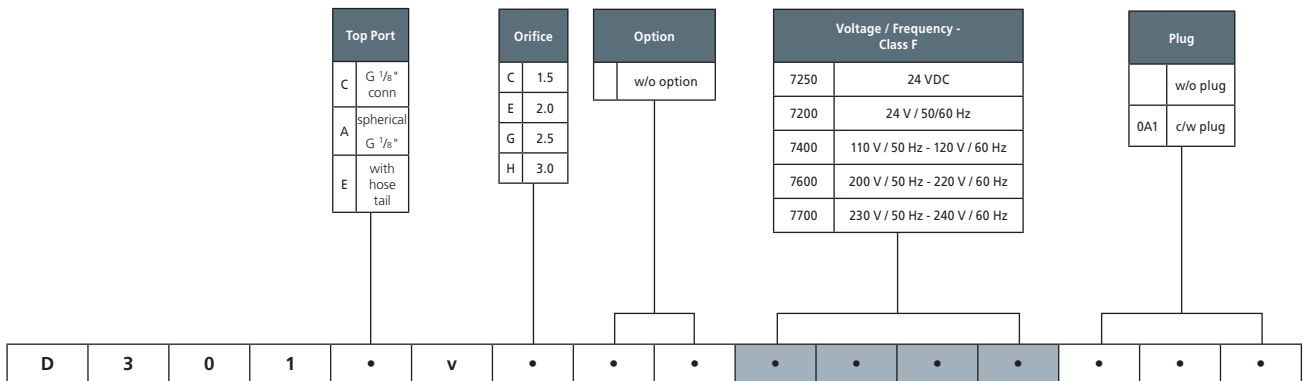 Top Port
C G 1/8" conn
A spherical G 1/8"
E with hose tail
Orifice
C 1.5
E 2.0
G 2.5
H 3.0
Option
w/o option
Voltage / Frequency -
Class F
7250 24 VDC
7200 24 V / 50/60 Hz
7400 110 V / 50 Hz - 120 V / 60 Hz
7600 200 V / 50 Hz - 220 V / 60 Hz
7700 230 V / 50 Hz - 240 V / 60 Hz
Plug
w/o plug
0A1 c/w plug
D 3 0 1 • v • • • • • • • • • •